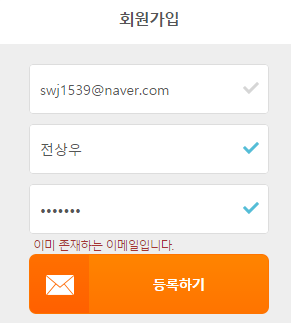 회원가입
swj1539@naver.com
전상우
•••••••
이미 존재하는 이메일입니다.
등록하기